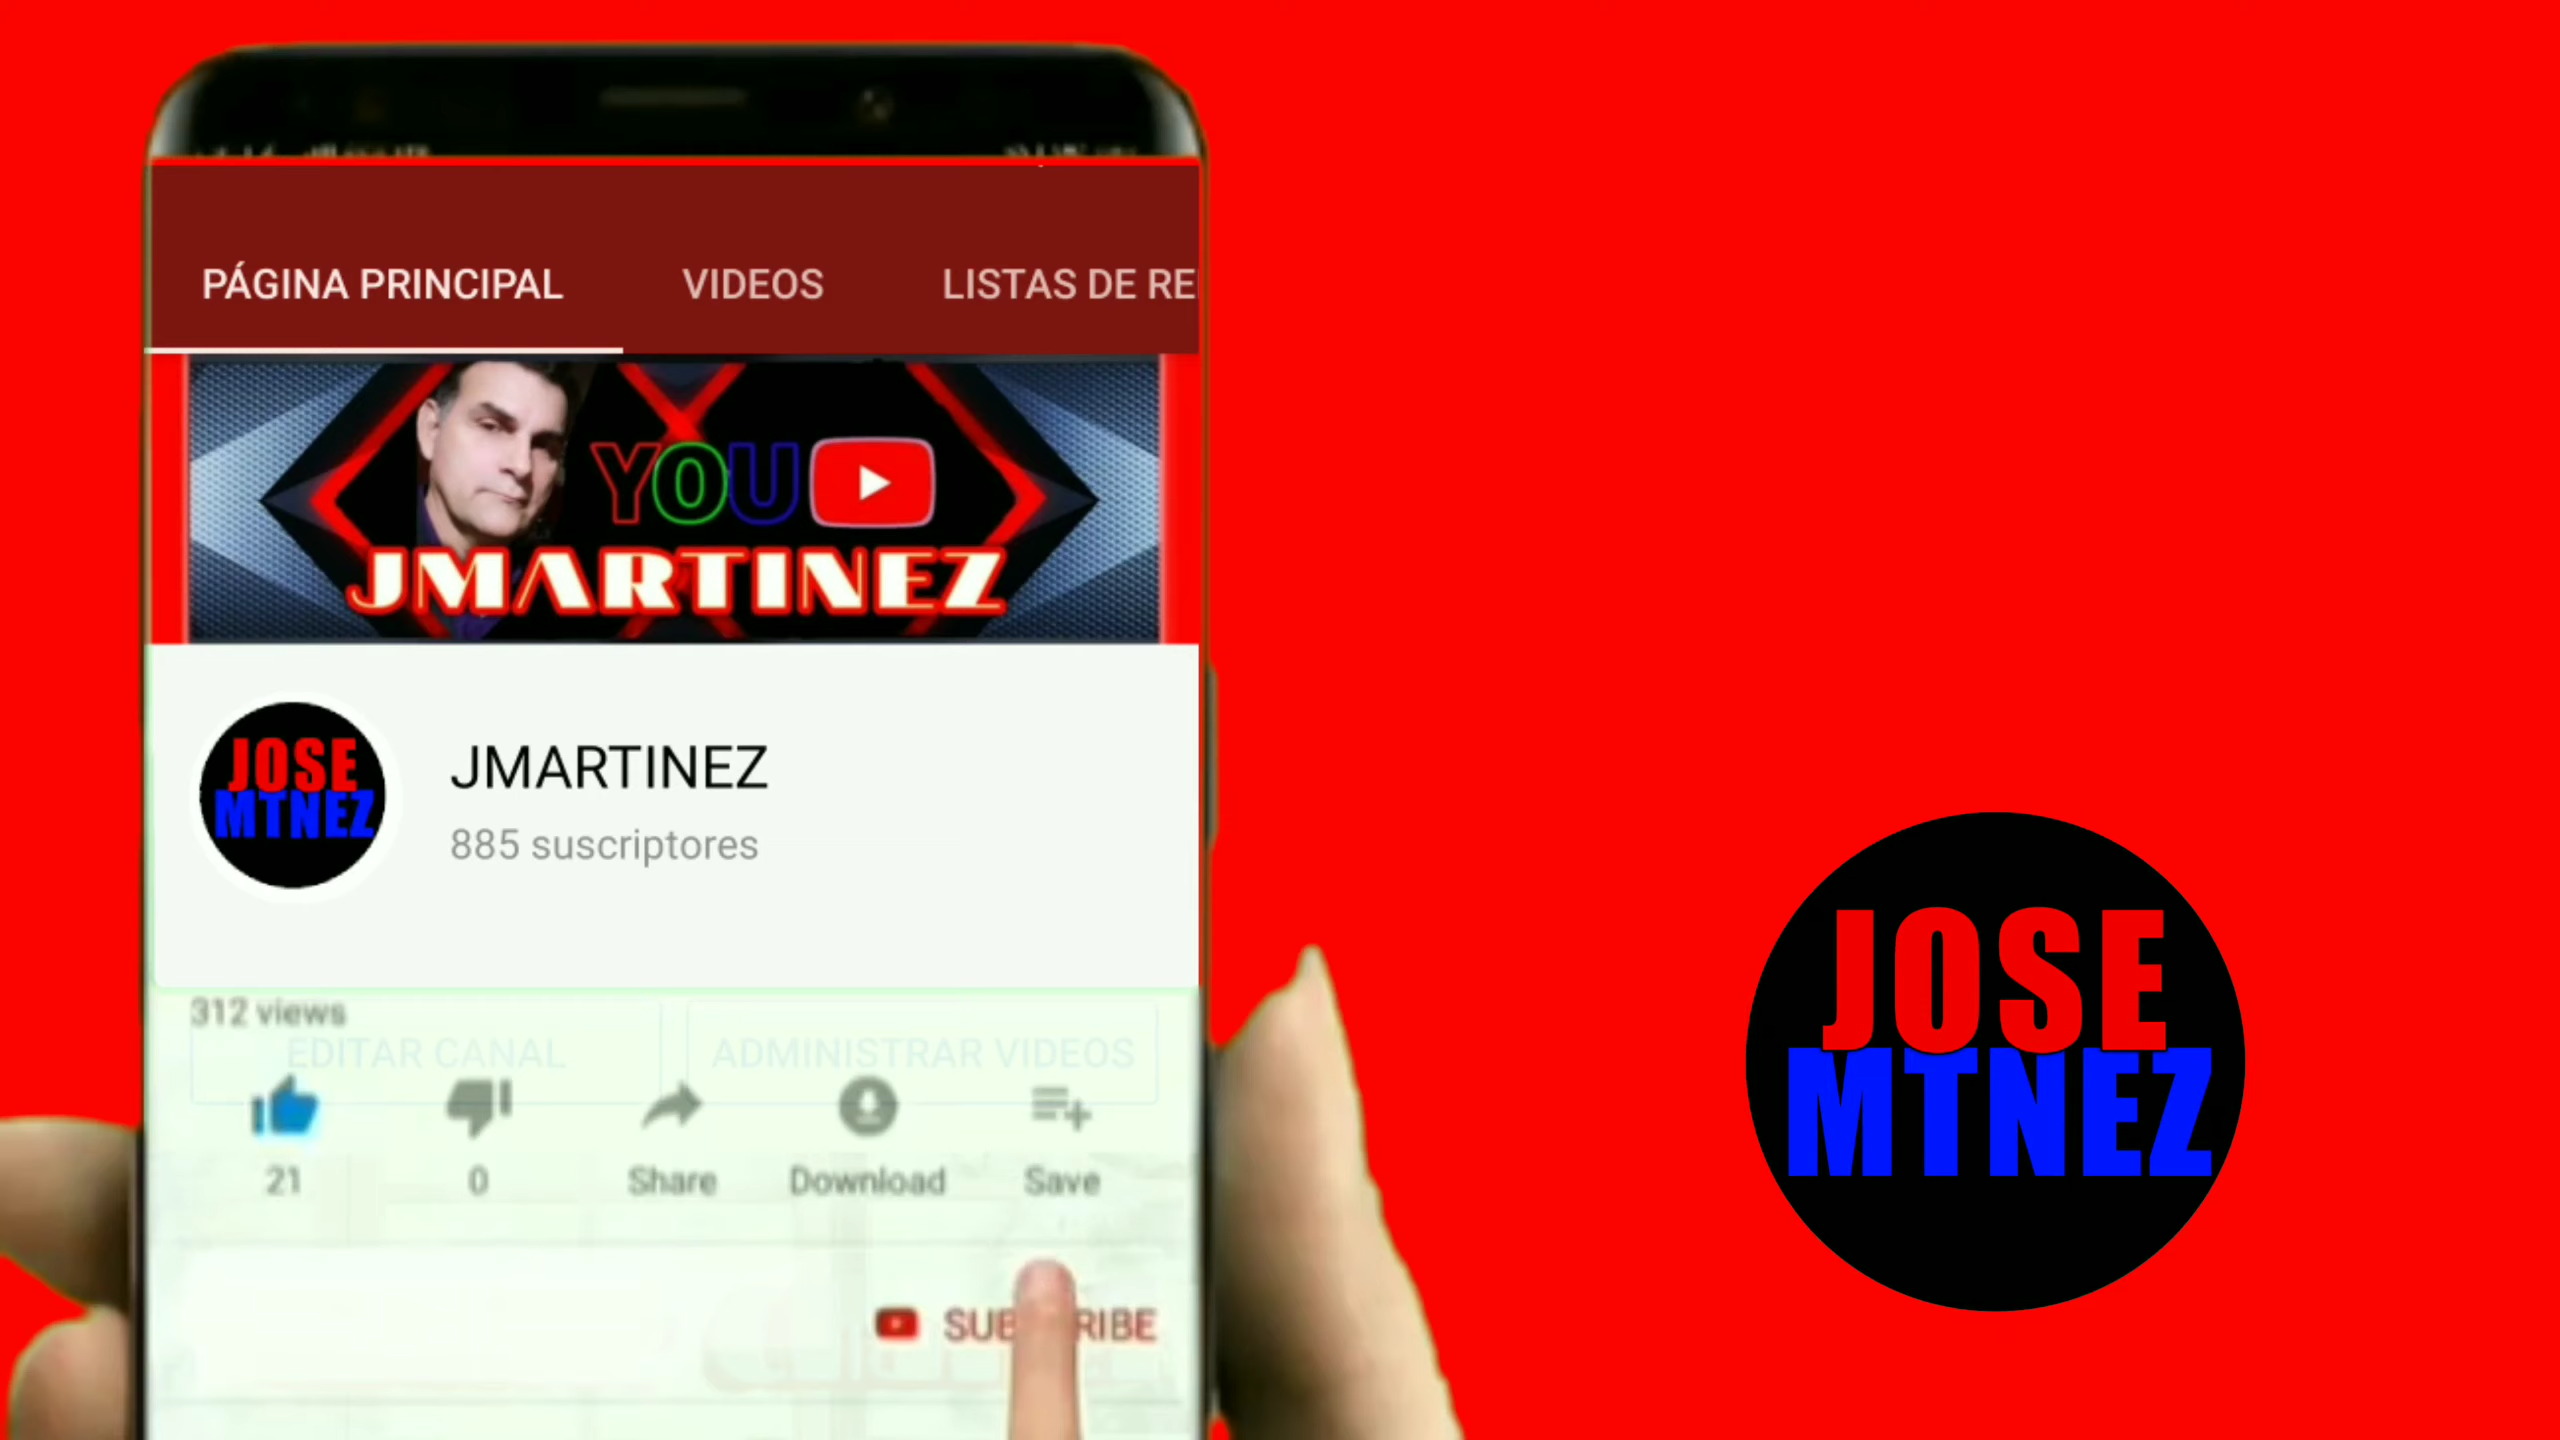 PÁGINA PRINCIPAL VIDEOS LISTAS DE RE
YOU
JMARTINEZ
JOSE
MTNEZ
JMARTINEZ
885 suscriptores
312 views
EDITAR CANAL ADMINISTRAR VIDEOS
21 0 Share Download Save
JOSE
MTNEZ